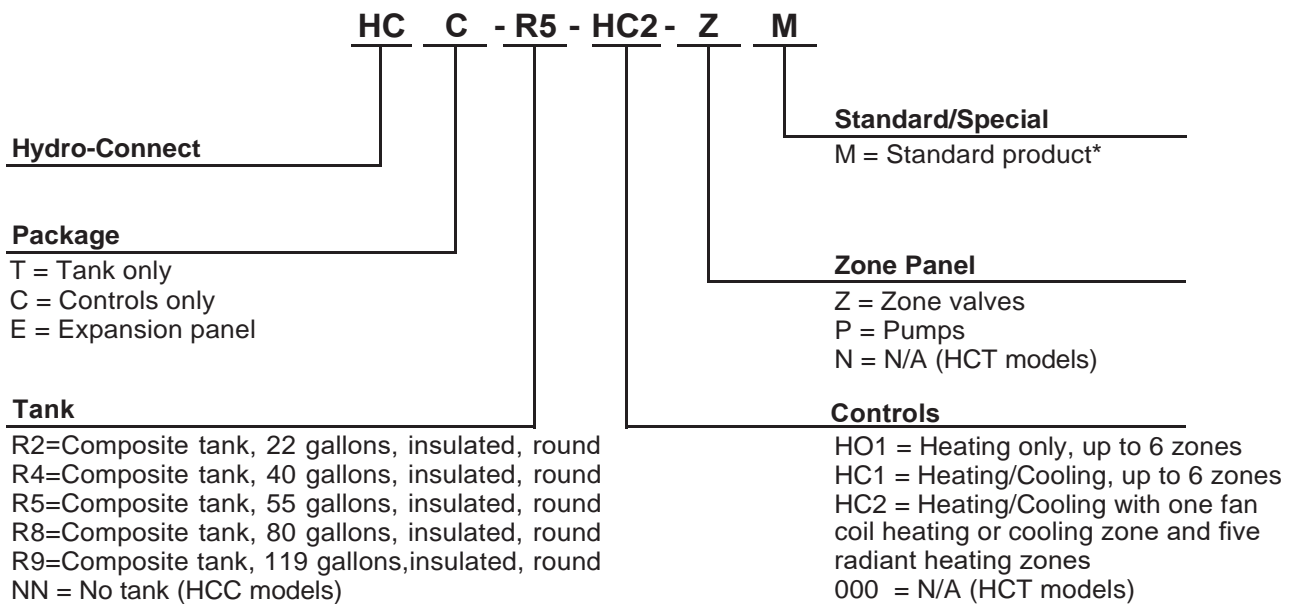 HC C - R5 - HC2 - Z M
Hydro-Connect
Package
T = Tank only
C = Controls only
E = Expansion panel
Tank
R2=Composite tank, 22 gallons, insulated, round
R4=Composite tank, 40 gallons, insulated, round
R5=Composite tank, 55 gallons, insulated, round
R8=Composite tank, 80 gallons, insulated, round
R9=Composite tank, 119 gallons,insulated, round
NN = No tank (HCC models)
Standard/Special
M = Standard product*
Zone Panel
Z = Zone valves
P = Pumps
N = N/A (HCT models)
Controls
HO1 = Heating only, up to 6 zones
HC1 = Heating/Cooling, up to 6 zones
HC2 = Heating/Cooling with one fan
coil heating or cooling zone and five
radiant heating zones
000 = N/A (HCT models)